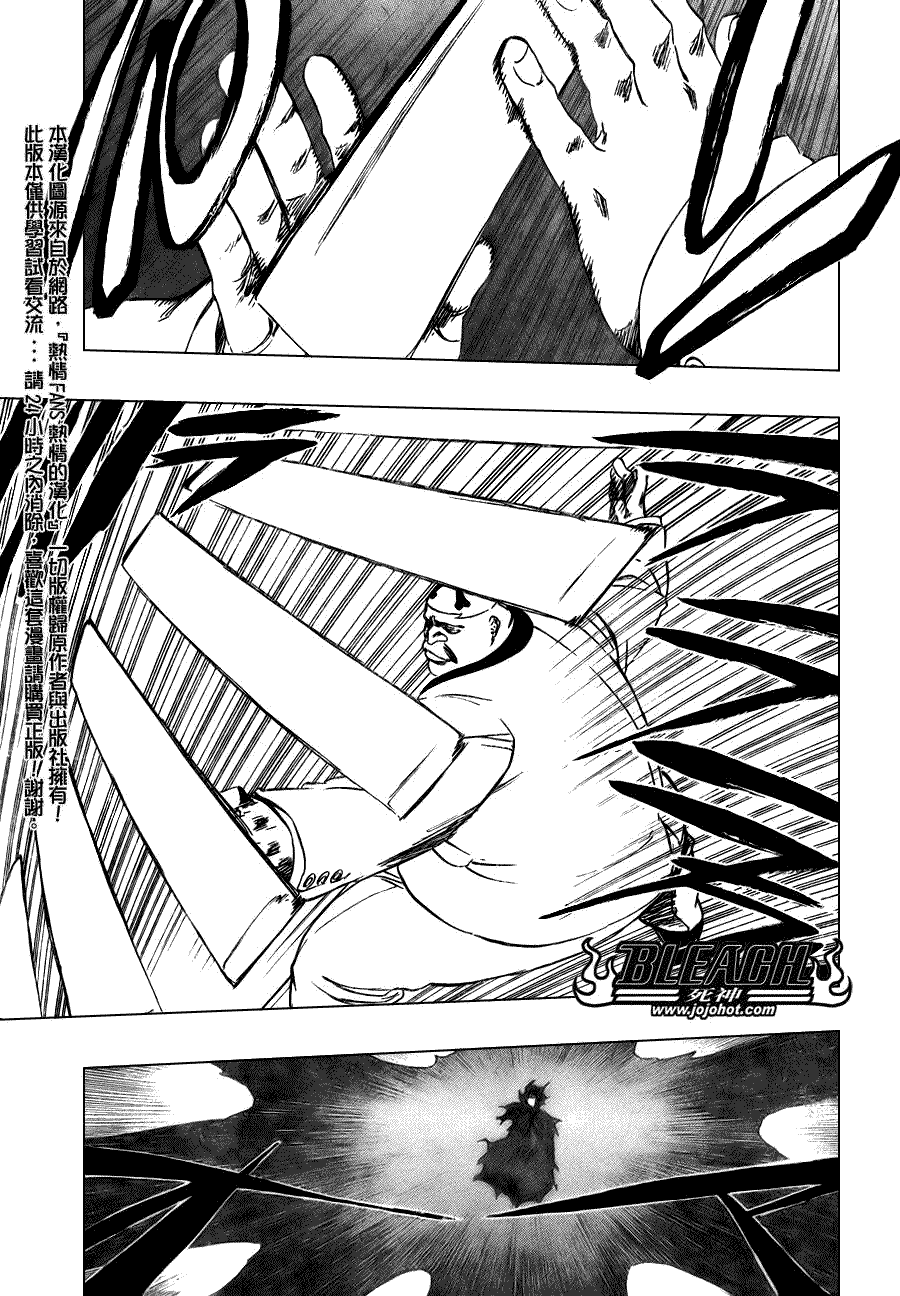 本漢化圖源來自於網路,『熱情FANS 熱情的漢化』一切版權歸原作者與出版社擁有!
此版本僅供學習試看交流... 請 24小時之內消除,喜歡這套漫畫請購買正版!謝謝。
BLEACH
死神
www.jojohot.com